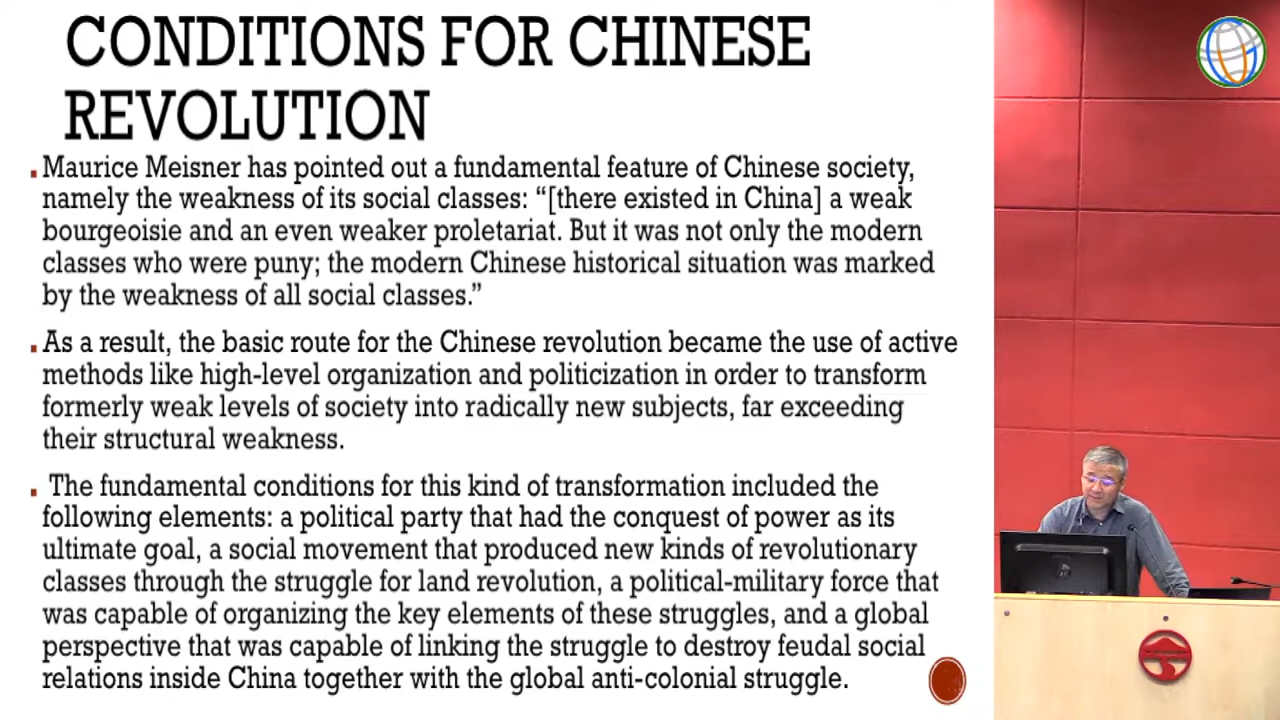 CONDITIONS FOR CHINESE
REVOLUTION
Maurice Meisner has pointed out a fundamental feature of Chinese society,
namely the weakness of its social classes: “[there existed in China] a weak
bourgeoisie and an even weaker proletariat. But it was not only the modern
classes who were puny; the modern Chinese historical situation was marked
by the weakness of all social classes.”
As a result, the basic route for the Chinese revolution became the use of active
methods like high-level organization and politicization in order to transform
formerly weak levels of society into radically new subjects, far exceeding
their structural weakness.
The fundamental conditions for this kind of transformation included the
following elements: a political party that had the conquest of power as its
ultimate goal, a social movement that produced new kinds of revolutionary
classes through the struggle for land revolution, a political-military force that
was capable of organizing the key elements of these struggles, and a global
perspective that was capable of linking the struggle to destroy feudal social
relations inside China together with the global anti-colonial struggle.